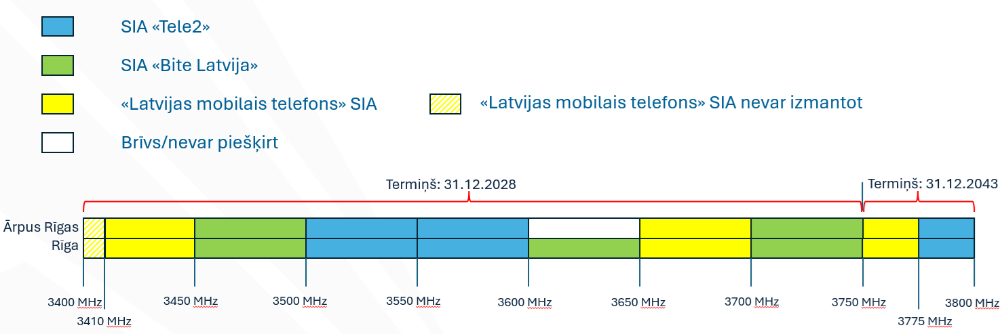 SIA «Tele2»
SIA «Bite Latvija»
«Latvijas mobilais telefons» SIA
«Latvijas mobilais telefons» SIA nevar izmantot
Brīvs/nevar piešķirt
Termiņš: 31.12.2028
Termiņš: 31.12.2043
Ārpus Rīgas
Rīga
3400 MHz
3410 MHz
3450 MHz
3500 MHz
3550 MHz
3600 MHz
3650 MHz
3700 MHz
3750 MHz
3775 MHz
3800 MHz